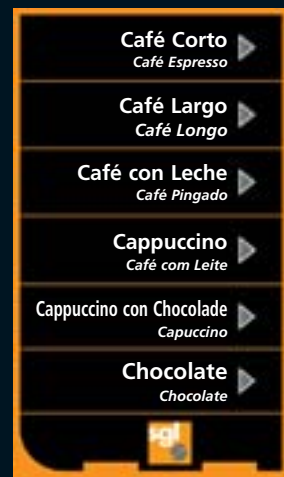 Café Corto
Café Espresso
Café Largo
Café Longo
Café con Leche
Café Pingado
Cappuccino
Café com Leite
Cappuccino con Chocolade
Capuccino
Chocolate
Chocolate